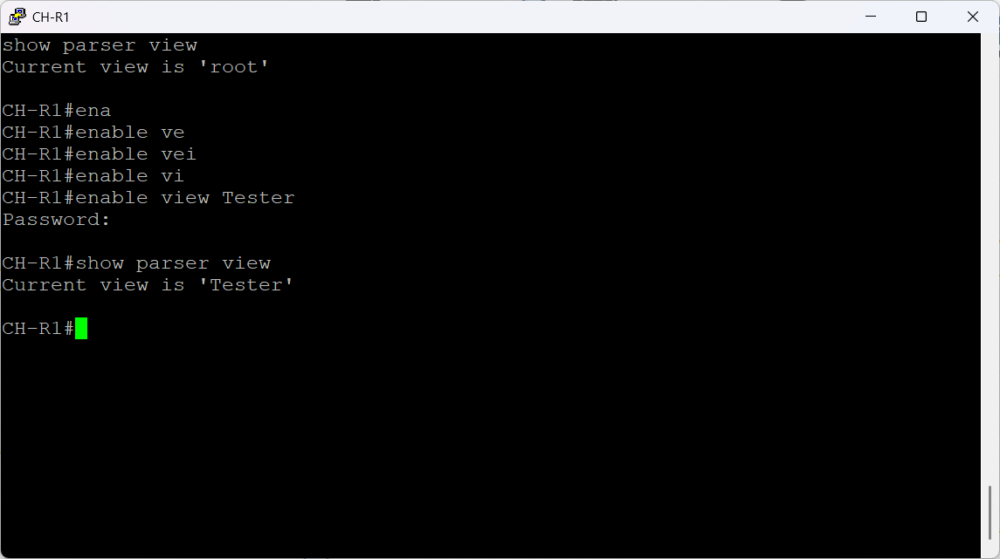 CH-R1
show parser view
Current view is 'root'
CH-R1#ena
CH-R1#enable ve
CH-R1#enable vei
CH-R1#enable vi
CH-R1#enable view Tester
Password:
CH-R1#show parser view
Current view is 'Tester'
CH-R1#